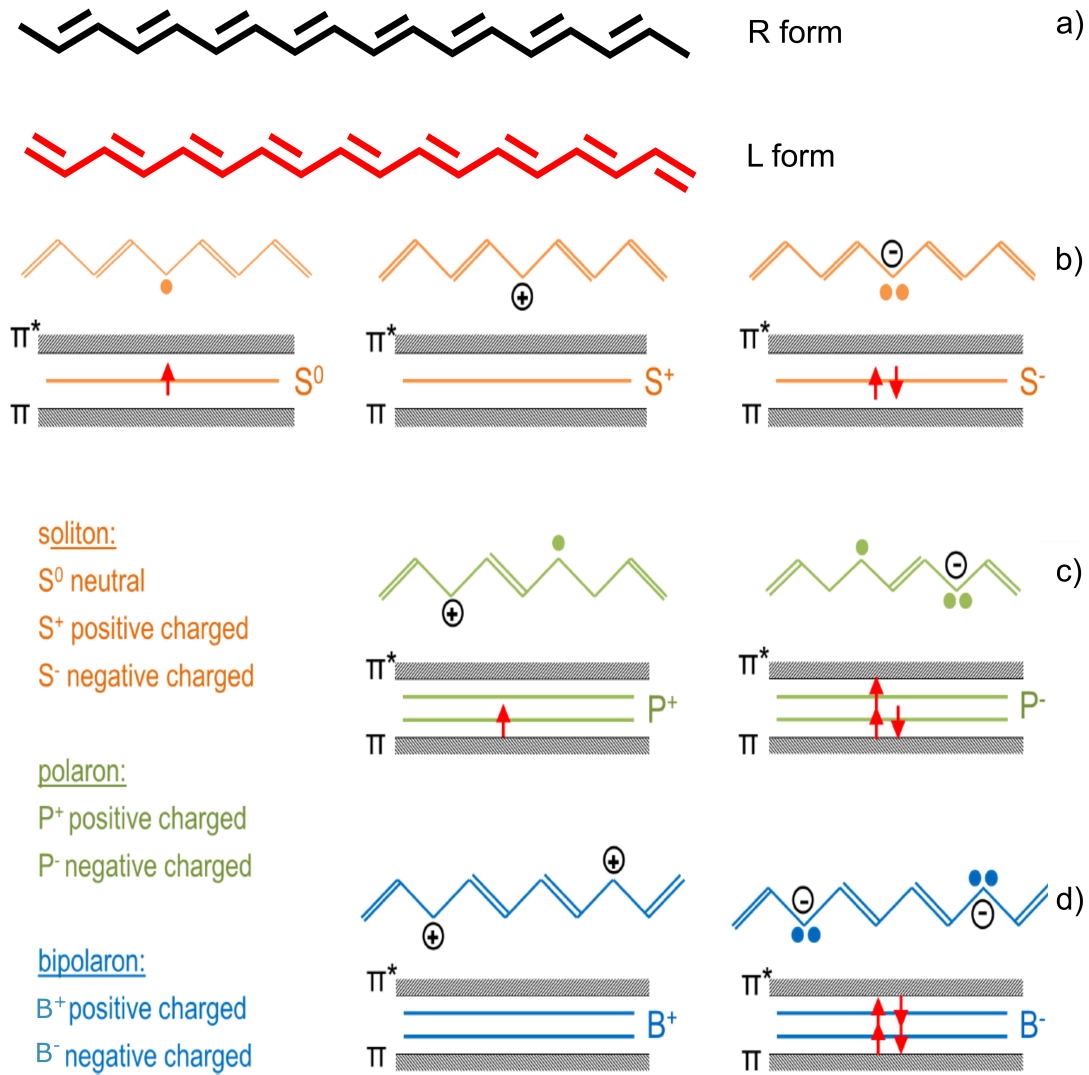 R form
a)
L form
b)
π*
π
S⁰
π*
π
S⁺
π*
π
S⁻
soliton:
S⁰ neutral
S⁺ positive charged
S⁻ negative charged
c)
π*
π
P⁺
π*
π
P⁻
polaron:
P⁺ positive charged
P⁻ negative charged
d)
π*
π
B⁺
π*
π
B⁻
bipolaron:
B⁺ positive charged
B⁻ negative charged